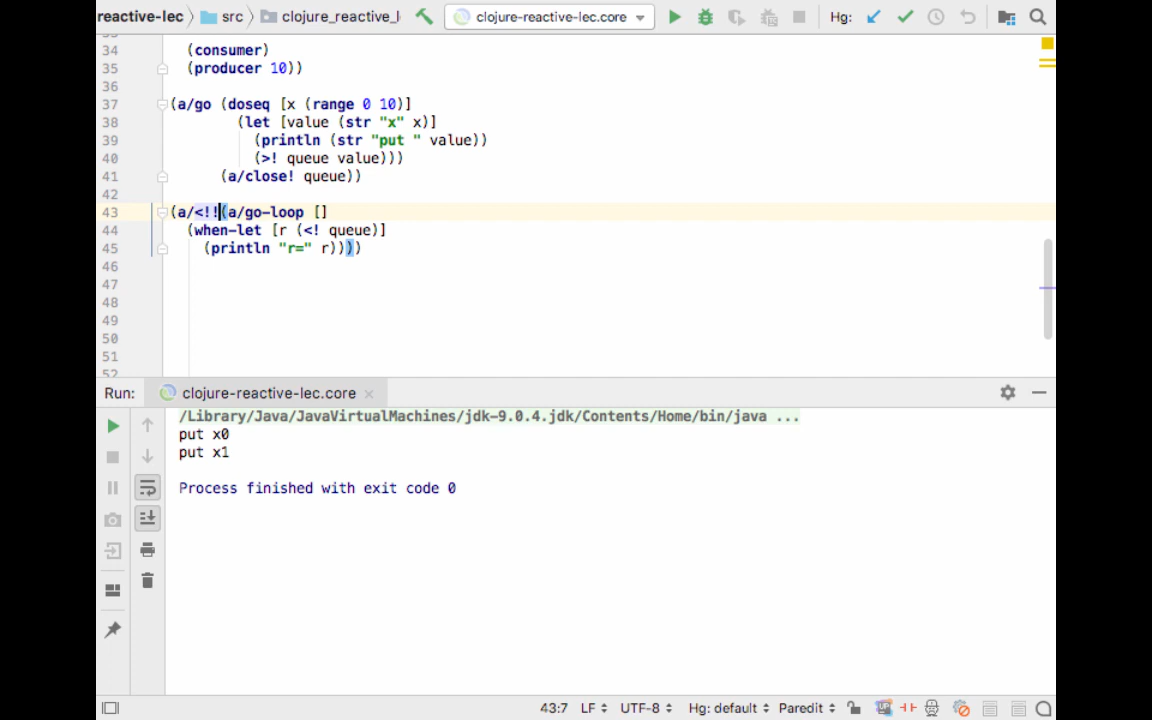 reactive-lec src clojure_reactive_l clojure-reactive-lec.core Hg:
34 (consumer)
35 (producer 10))
36
37 (a/go (doseq [x (range 0 10)]
38 (let [value (str "x" x)]
39 (println (str "put " value))
40 (>! queue value)))
41 (a/close! queue))
42
43 (a/<!!(a/go-loop []
44 (when-let [r (<! queue)]
45 (println "r=" r))))
46
47
48
49
50
51
52
Run: clojure-reactive-lec.core
/Library/Java/JavaVirtualMachines/jdk-9.0.4.jdk/Contents/Home/bin/java ...
put x0
put x1
Process finished with exit code 0
43:7 LF UTF-8 Hg: default Paredit